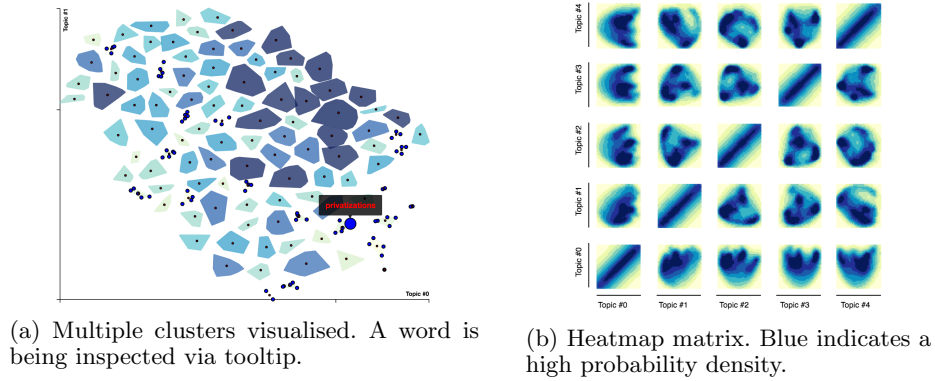 Topic #1
privatizations
Topic #0
(a) Multiple clusters visualised. A word is
being inspected via tooltip.
Topic #4
Topic #3
Topic #2
Topic #1
Topic #0
Topic #0 Topic #1 Topic #2 Topic #3 Topic #4
(b) Heatmap matrix. Blue indicates a
high probability density.